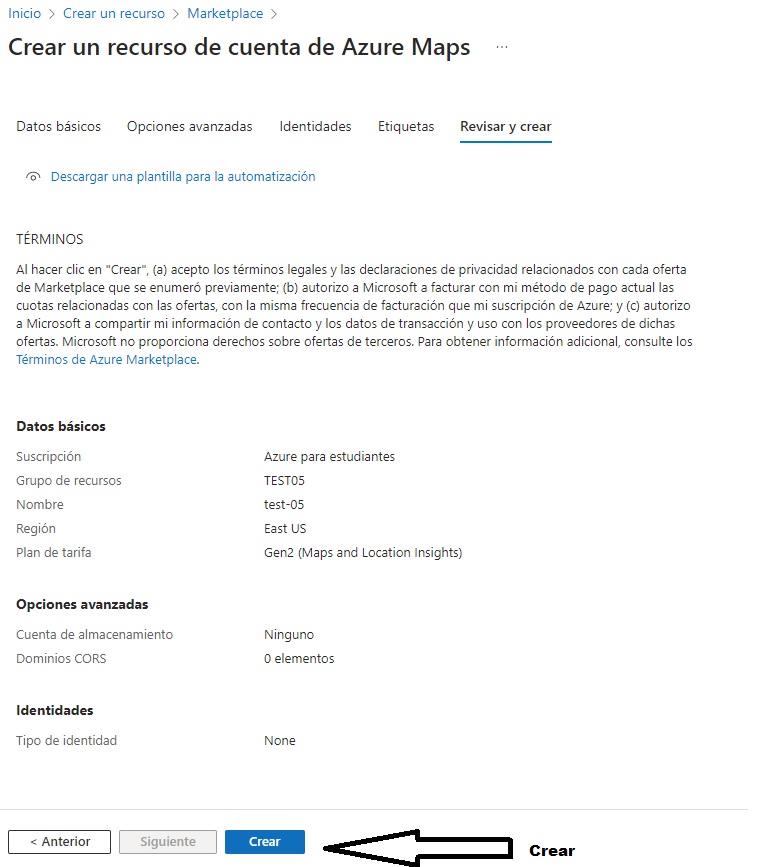 Inicio > Crear un recurso > Marketplace >
Crear un recurso de cuenta de Azure Maps ...
Datos básicos Opciones avanzadas Identidades Etiquetas Revisar y crear
Descargar una plantilla para la automatización
TÉRMINOS
Al hacer clic en "Crear", (a) acepto los términos legales y las declaraciones de privacidad relacionados con cada oferta
de Marketplace que se enumeró previamente; (b) autorizo a Microsoft a facturar con mi método de pago actual las
cuotas relacionadas con las ofertas, con la misma frecuencia de facturación que mi suscripción de Azure; y (c) autorizo
a Microsoft a compartir mi información de contacto y los datos de transacción y uso con los proveedores de dichas
ofertas. Microsoft no proporciona derechos sobre ofertas de terceros. Para obtener información adicional, consulte los
Términos de Azure Marketplace.
Datos básicos
Suscripción Azure para estudiantes
Grupo de recursos TEST05
Nombre test-05
Región East US
Plan de tarifa Gen2 (Maps and Location Insights)
Opciones avanzadas
Cuenta de almacenamiento Ninguno
Dominios CORS 0 elementos
Identidades
Tipo de identidad None
< Anterior Siguiente Crear Crear